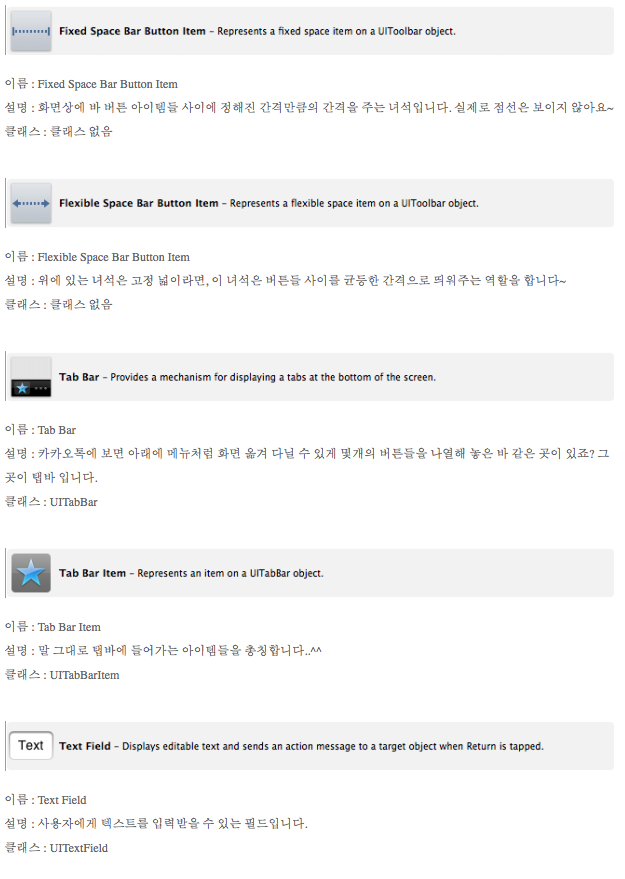 Fixed Space Bar Button Item – Represents a fixed space item on a UIToolbar object.
이름 : Fixed Space Bar Button Item
설명 : 화면상에 바 버튼 아이템들 사이에 정해진 간격만큼의 간격을 주는 녀석입니다. 실제로 점선은 보이지 않아요~
클래스 : 클래스 없음
Flexible Space Bar Button Item – Represents a flexible space item on a UIToolbar object.
이름 : Flexible Space Bar Button Item
설명 : 위에 있는 녀석은 고정 넓이라면, 이 녀석은 버튼들 사이를 균등한 간격으로 띄워주는 역할을 합니다~
클래스 : 클래스 없음
Tab Bar – Provides a mechanism for displaying a tabs at the bottom of the screen.
이름 : Tab Bar
설명 : 카카오톡에 보면 아래에 메뉴처럼 화면 옮겨 다닐 수 있게 몇개의 버튼들을 나열해 놓은 바 같은 곳이 있죠? 그
곳이 탭바 입니다.
클래스 : UITabBar
Tab Bar Item – Represents an item on a UITabBar object.
이름 : Tab Bar Item
설명 : 말 그대로 탭바에 들어가는 아이템들을 총칭합니다..^^
클래스 : UITabBarItem
Text
Text Field – Displays editable text and sends an action message to a target object when Return is tapped.
이름 : Text Field
설명 : 사용자에게 텍스트를 입력받을 수 있는 필드입니다.
클래스 : UITextField